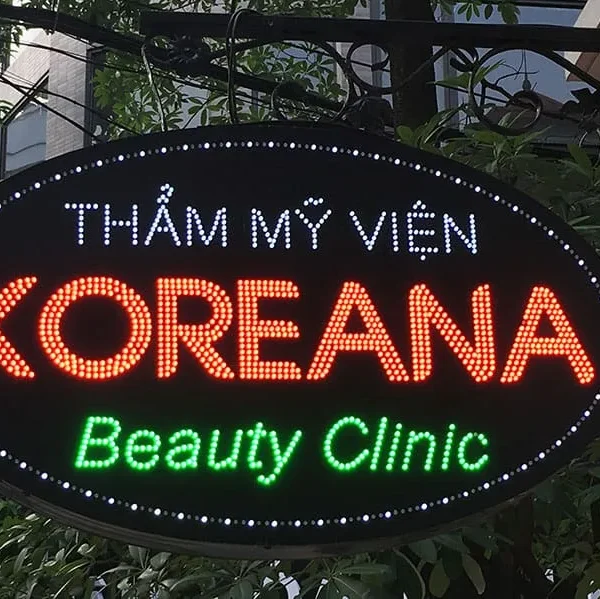 THẨM MỸ VIỆN
KOREANA
Beauty Clinic